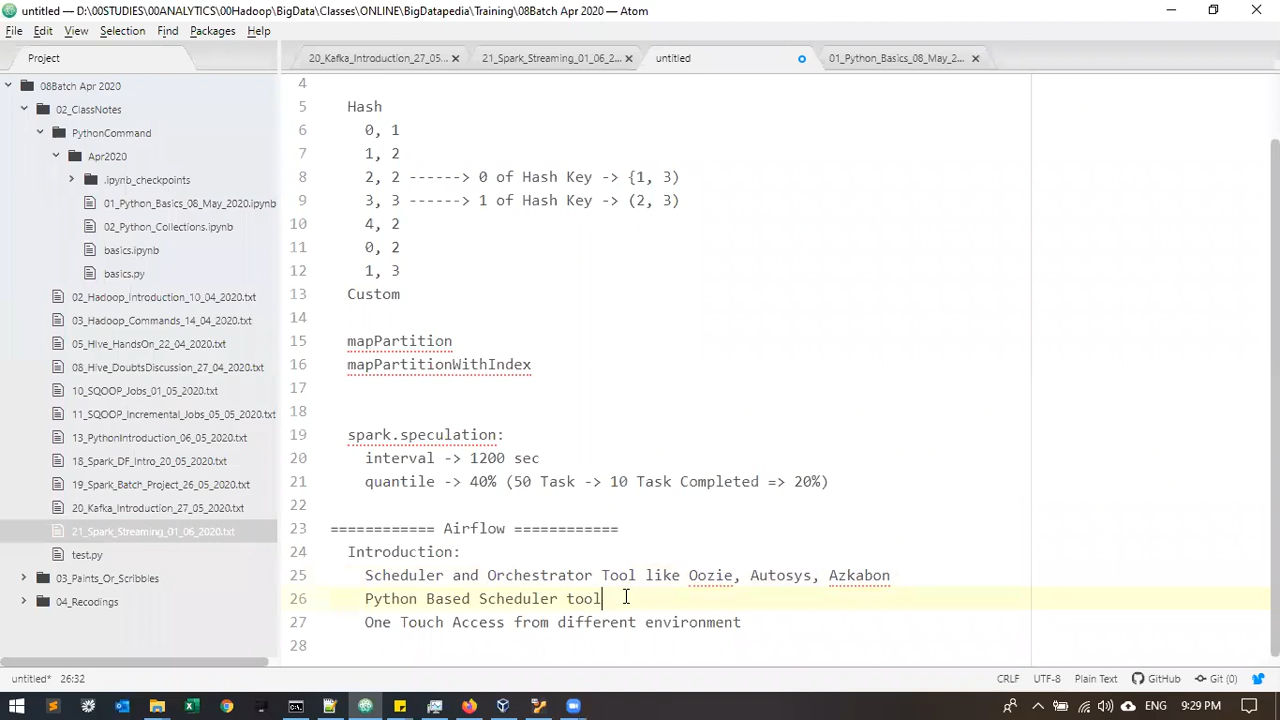 untitled — D:\00STUDIES\00ANALYTICS\00Hadoop\BigData\Classes\ONLINE\BigDatapedia\Training\08Batch Apr 2020 — Atom
File Edit View Selection Find Packages Help
Project
20_Kafka_Introduction_27_05...
21_Spark_Streaming_01_06_2...
untitled
01_Python_Basics_08_May_2...
08Batch Apr 2020
02_ClassNotes
PythonCommand
Apr2020
.ipynb_checkpoints
01_Python_Basics_08_May_2020.ipynb
02_Python_Collections.ipynb
basics.ipynb
basics.py
02_Hadoop_Introduction_10_04_2020.txt
03_Hadoop_Commands_14_04_2020.txt
05_HIve_HandsOn_22_04_2020.txt
08_HIve_DoubtsDiscussion_27_04_2020.txt
10_SQOOP_Jobs_01_05_2020.txt
11_SQOOP_Incremental_Jobs_05_05_2020.txt
13_PythonIntroduction_06_05_2020.txt
18_Spark_DF_Intro_20_05_2020.txt
19_Spark_Batch_Project_26_05_2020.txt
20_Kafka_Introduction_27_05_2020.txt
21_Spark_Streaming_01_06_2020.txt
test.py
03_Paints_Or_Scribbles
04_Recodings
4
5 Hash
6 0, 1
7 1, 2
8 2, 2 ------> 0 of Hash Key -> {1, 3)
9 3, 3 ------> 1 of Hash Key -> (2, 3)
10 4, 2
11 0, 2
12 1, 3
13 Custom
14
15 mapPartition
16 mapPartitionWithIndex
17
18
19 spark.speculation:
20 interval -> 1200 sec
21 quantile -> 40% (50 Task -> 10 Task Completed => 20%)
22
23 ============ Airflow ============
24 Introduction:
25 Scheduler and Orchestrator Tool like Oozie, Autosys, Azkabon
26 Python Based Scheduler tool
27 One Touch Access from different environment
28
untitled* 26:32
CRLF UTF-8 Plain Text GitHub Git (0)
9:29 PM